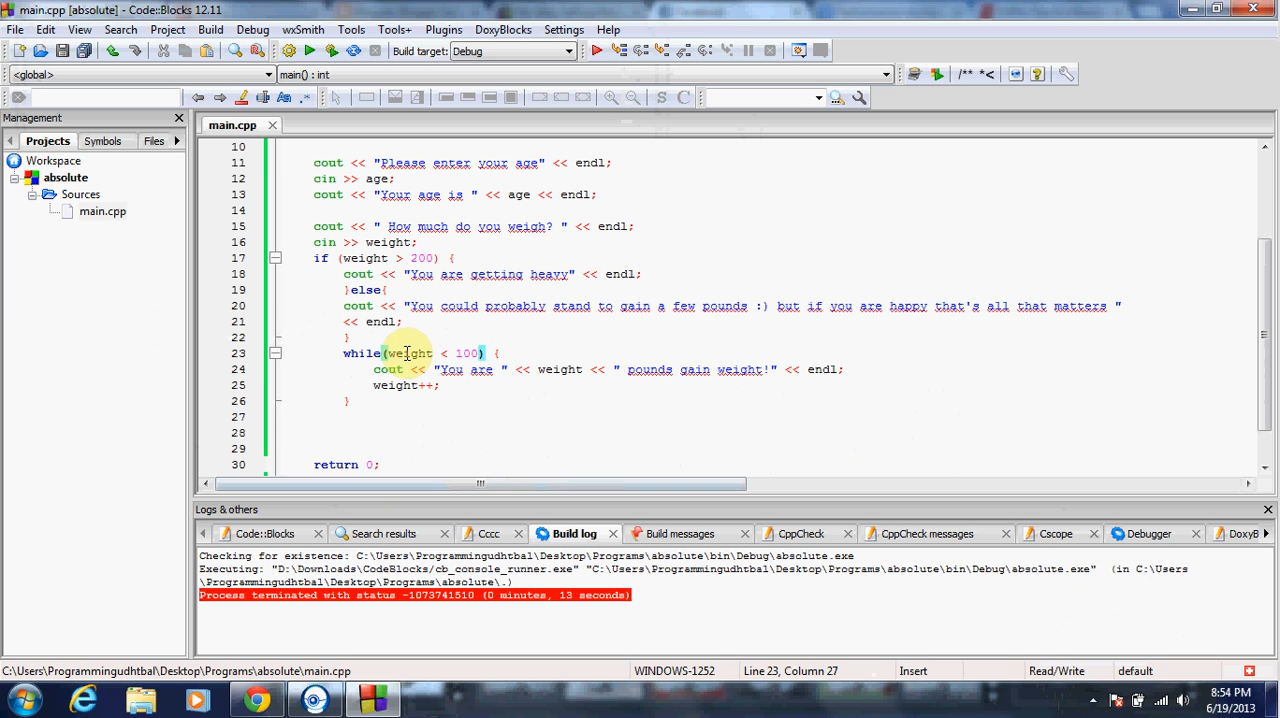 main.cpp [absolute] - Code::Blocks 12.11
File Edit View Search Project Build Debug wxSmith Tools Tools+ Plugins DoxyBlocks Settings Help
Build target: Debug
<global> main() : int /** *<
S C
Management
main.cpp
Projects Symbols Files
Workspace
absolute
Sources
main.cpp
10
11 cout << "Please enter your age" << endl;
12 cin >> age;
13 cout << "Your age is " << age << endl;
14
15 cout << " How much do you weigh? " << endl;
16 cin >> weight;
17 if (weight > 200) {
18 cout << "You are getting heavy" << endl;
19 }else{
20 cout << "You could probably stand to gain a few pounds :) but if you are happy that's all that matters "
21 << endl;
22 }
23 while(weight < 100) {
24 cout << "You are " << weight << " pounds gain weight!" << endl;
25 weight++;
26 }
27
28
29
30 return 0;
Logs & others
Code::Blocks Search results Cccc Build log Build messages CppCheck CppCheck messages Cscope Debugger DoxyB
Checking for existence: C:\Users\Programmingudhtbal\Desktop\Programs\absolute\bin\Debug\absolute.exe
Executing: "D:\Downloads\CodeBlocks/cb_console_runner.exe" "C:\Users\Programmingudhtbal\Desktop\Programs\absolute\bin\Debug\absolute.exe" (in C:\Users
\Programmingudhtbal\Desktop\Programs\absolute\.)
Process terminated with status -1073741510 (0 minutes, 13 seconds)
C:\Users\Programmingudhtbal\Desktop\Programs\absolute\main.cpp WINDOWS-1252 Line 23, Column 27 Insert Read/Write default
8:54 PM
6/19/2013